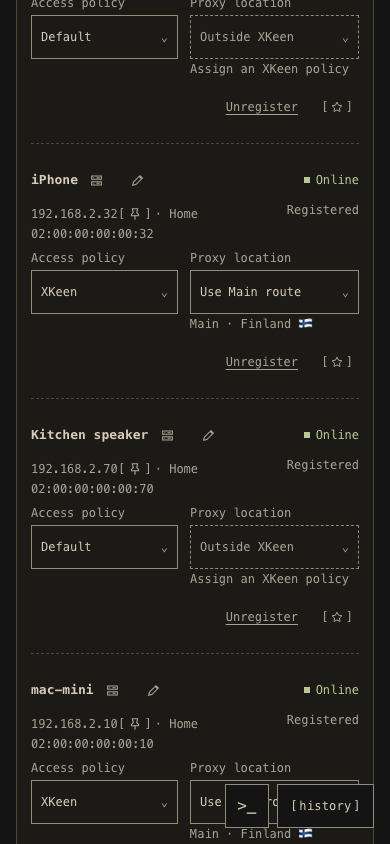 Access policy Proxy location
Default Outside XKeen
Assign an XKeen policy
Unregister [☆]
iPhone Online
192.168.2.32[ ]· Home Registered
02:00:00:00:00:32
Access policy Proxy location
XKeen Use Main route
Main · Finland 🇫🇮
Unregister [☆]
Kitchen speaker Online
192.168.2.70[ ]· Home Registered
02:00:00:00:00:70
Access policy Proxy location
Default Outside XKeen
Assign an XKeen policy
Unregister [☆]
mac-mini Online
192.168.2.10[ ]· Home Registered
02:00:00:00:00:10
Access policy Proxy location
XKeen Use
>_ [history]
Main · Finland 🇫🇮